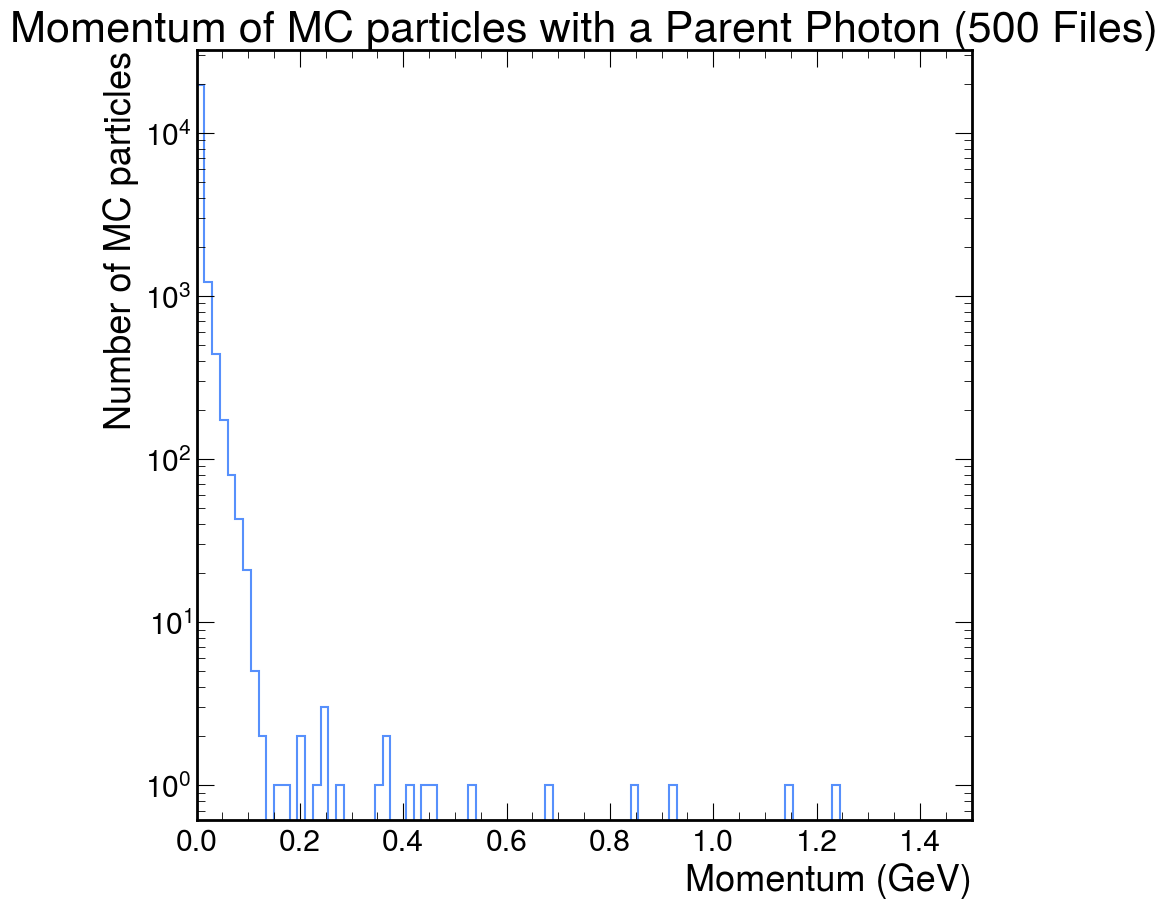 Momentum of MC particles with a Parent Photon (500 Files)
Number of MC particles
10⁴
10³
10²
10¹
10⁰
0.0 0.2 0.4 0.6 0.8 1.0 1.2 1.4
Momentum (GeV)